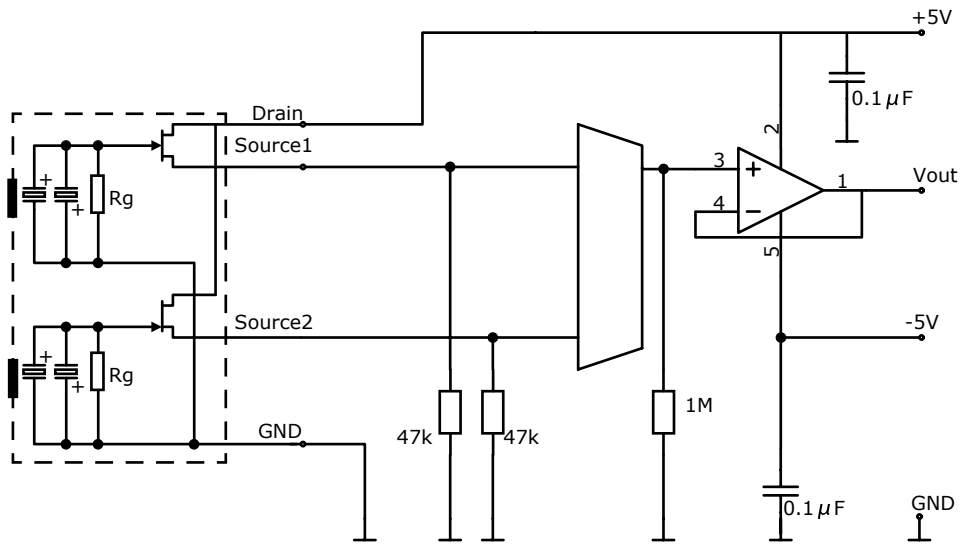 +5V
0.1μF
Drain
2
Source1
+
Rg
+
3
+
1
Vout
4
−
5
Source2
-5V
+
Rg
+
GND
47k
47k
1M
0.1μF
GND